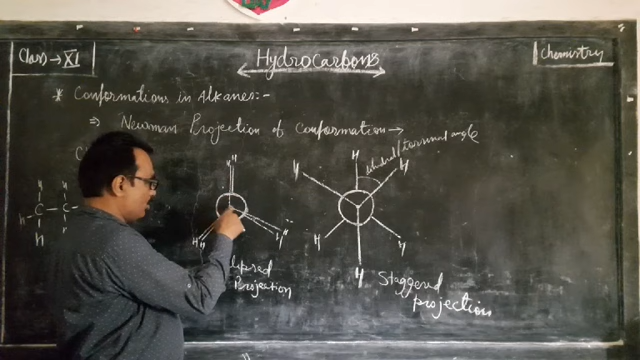 Class → XI
Hydrocarbons
Chemistry
* Conformations in Alkanes:-
⇒ Newman Projection of Conformation →
dihedral/torsional angle
H
H
H
H
H
H
H
H
H
H
H
H
H
C - C -
H
H
H
Projection
Staggered
projection